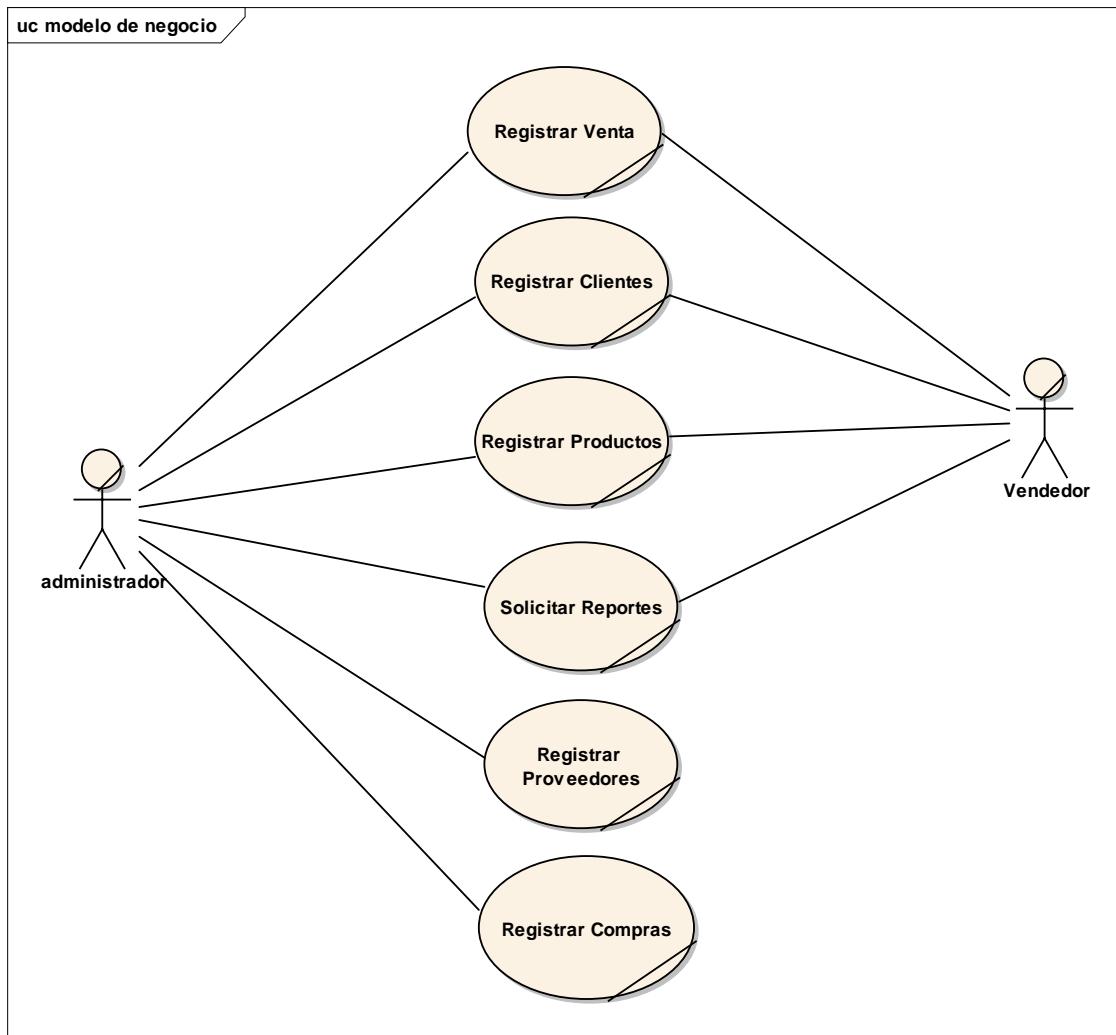 uc modelo de negocio
Registrar Venta
Registrar Clientes
Registrar Productos
Vendedor
administrador
Solicitar Reportes
Registrar
Proveedores
Registrar Compras